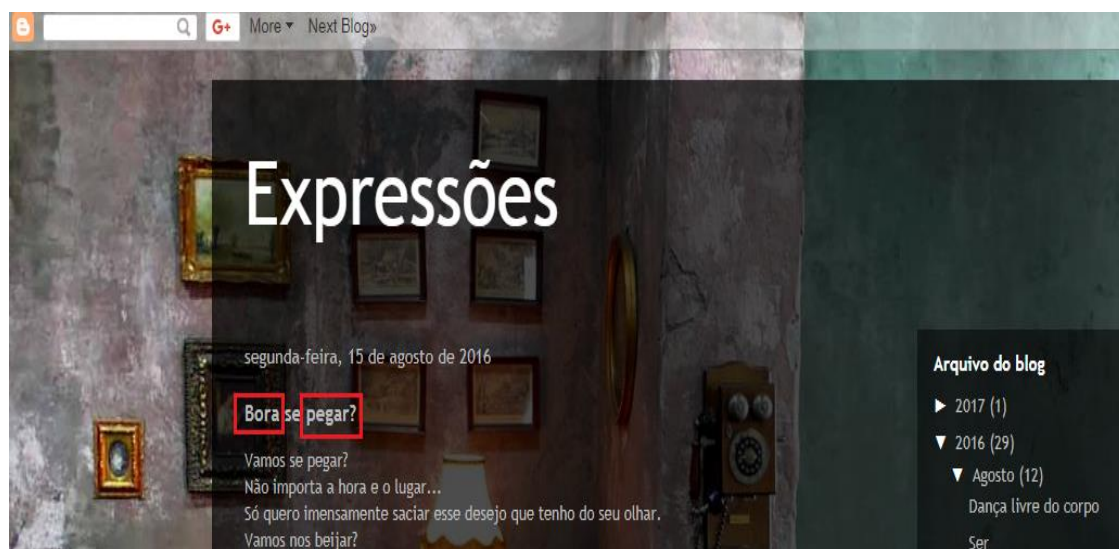 G+ More ▼ Next Blog»
Expressões
segunda-feira, 15 de agosto de 2016
Bora se pegar?
Vamos se pegar?
Não importa a hora e o lugar...
Só quero imensamente saciar esse desejo que tenho do seu olhar.
Vamos nos beijar?
Arquivo do blog
► 2017 (1)
▼ 2016 (29)
▼ Agosto (12)
Dança livre do corpo
Ser